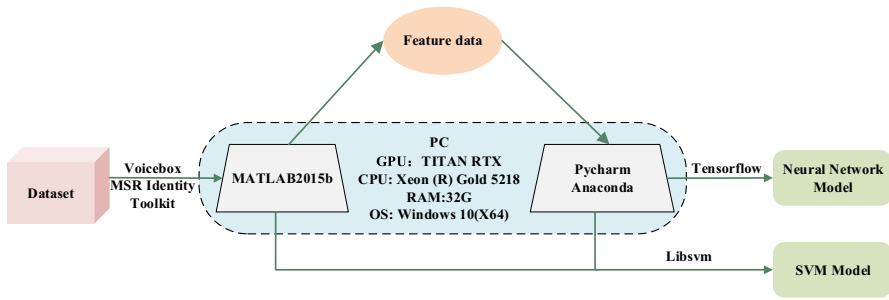 Feature data
Dataset
Voicebox
MSR Identity
Toolkit
MATLAB2015b
PC
GPU：TITAN RTX
CPU: Xeon (R) Gold 5218
RAM:32G
OS: Windows 10(X64)
Pycharm
Anaconda
Tensorflow
Neural Network
Model
Libsvm
SVM Model